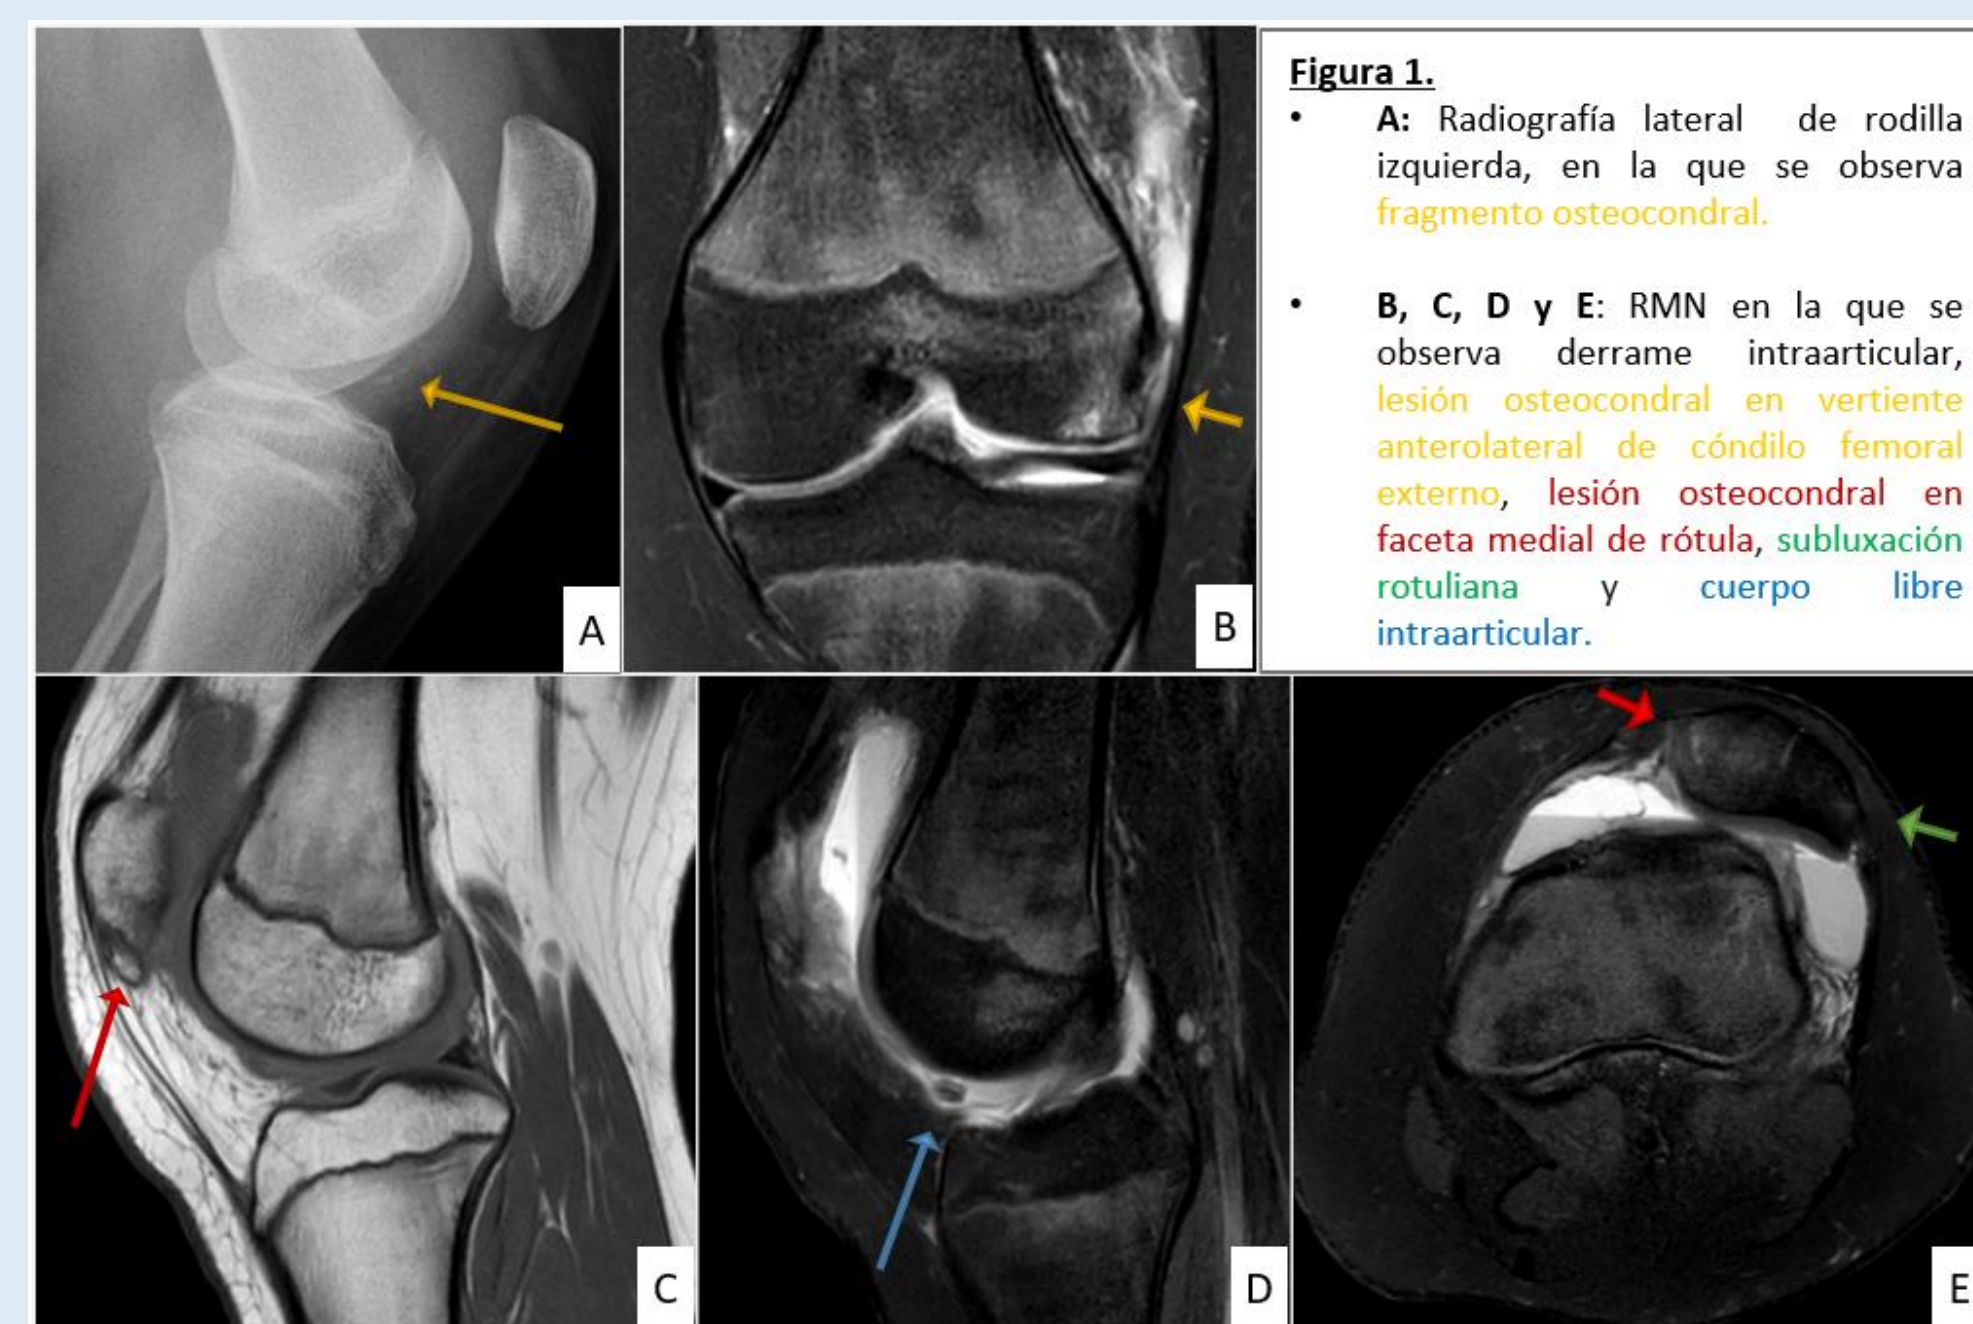 Figura 1.
• A: Radiografía lateral de rodilla
izquierda, en la que se observa
fragmento osteocondral.
• B, C, D y E: RMN en la que se
observa derrame intraarticular,
lesión osteocondral en vertiente
anterolateral de cóndilo femoral
externo, lesión osteocondral en
faceta medial de rótula, subluxación
rotuliana y cuerpo libre
intraarticular.
A
B
C
D
E